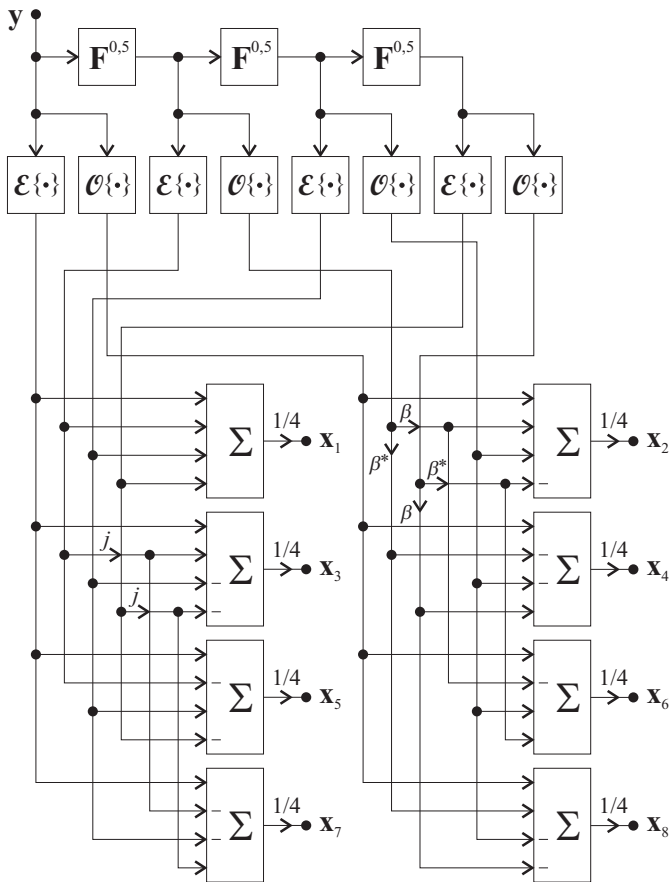 y
F^{0,5} F^{0,5} F^{0,5}
ℰ{•} 𝒪{•} ℰ{•} 𝒪{•} ℰ{•} 𝒪{•} ℰ{•} 𝒪{•}
Σ 1/4 x₁
β β* β* β − Σ 1/4 x₂
j j − − Σ 1/4 x₃
− − Σ 1/4 x₄
− − Σ 1/4 x₅
− − Σ 1/4 x₆
− − Σ 1/4 x₇
− − Σ 1/4 x₈